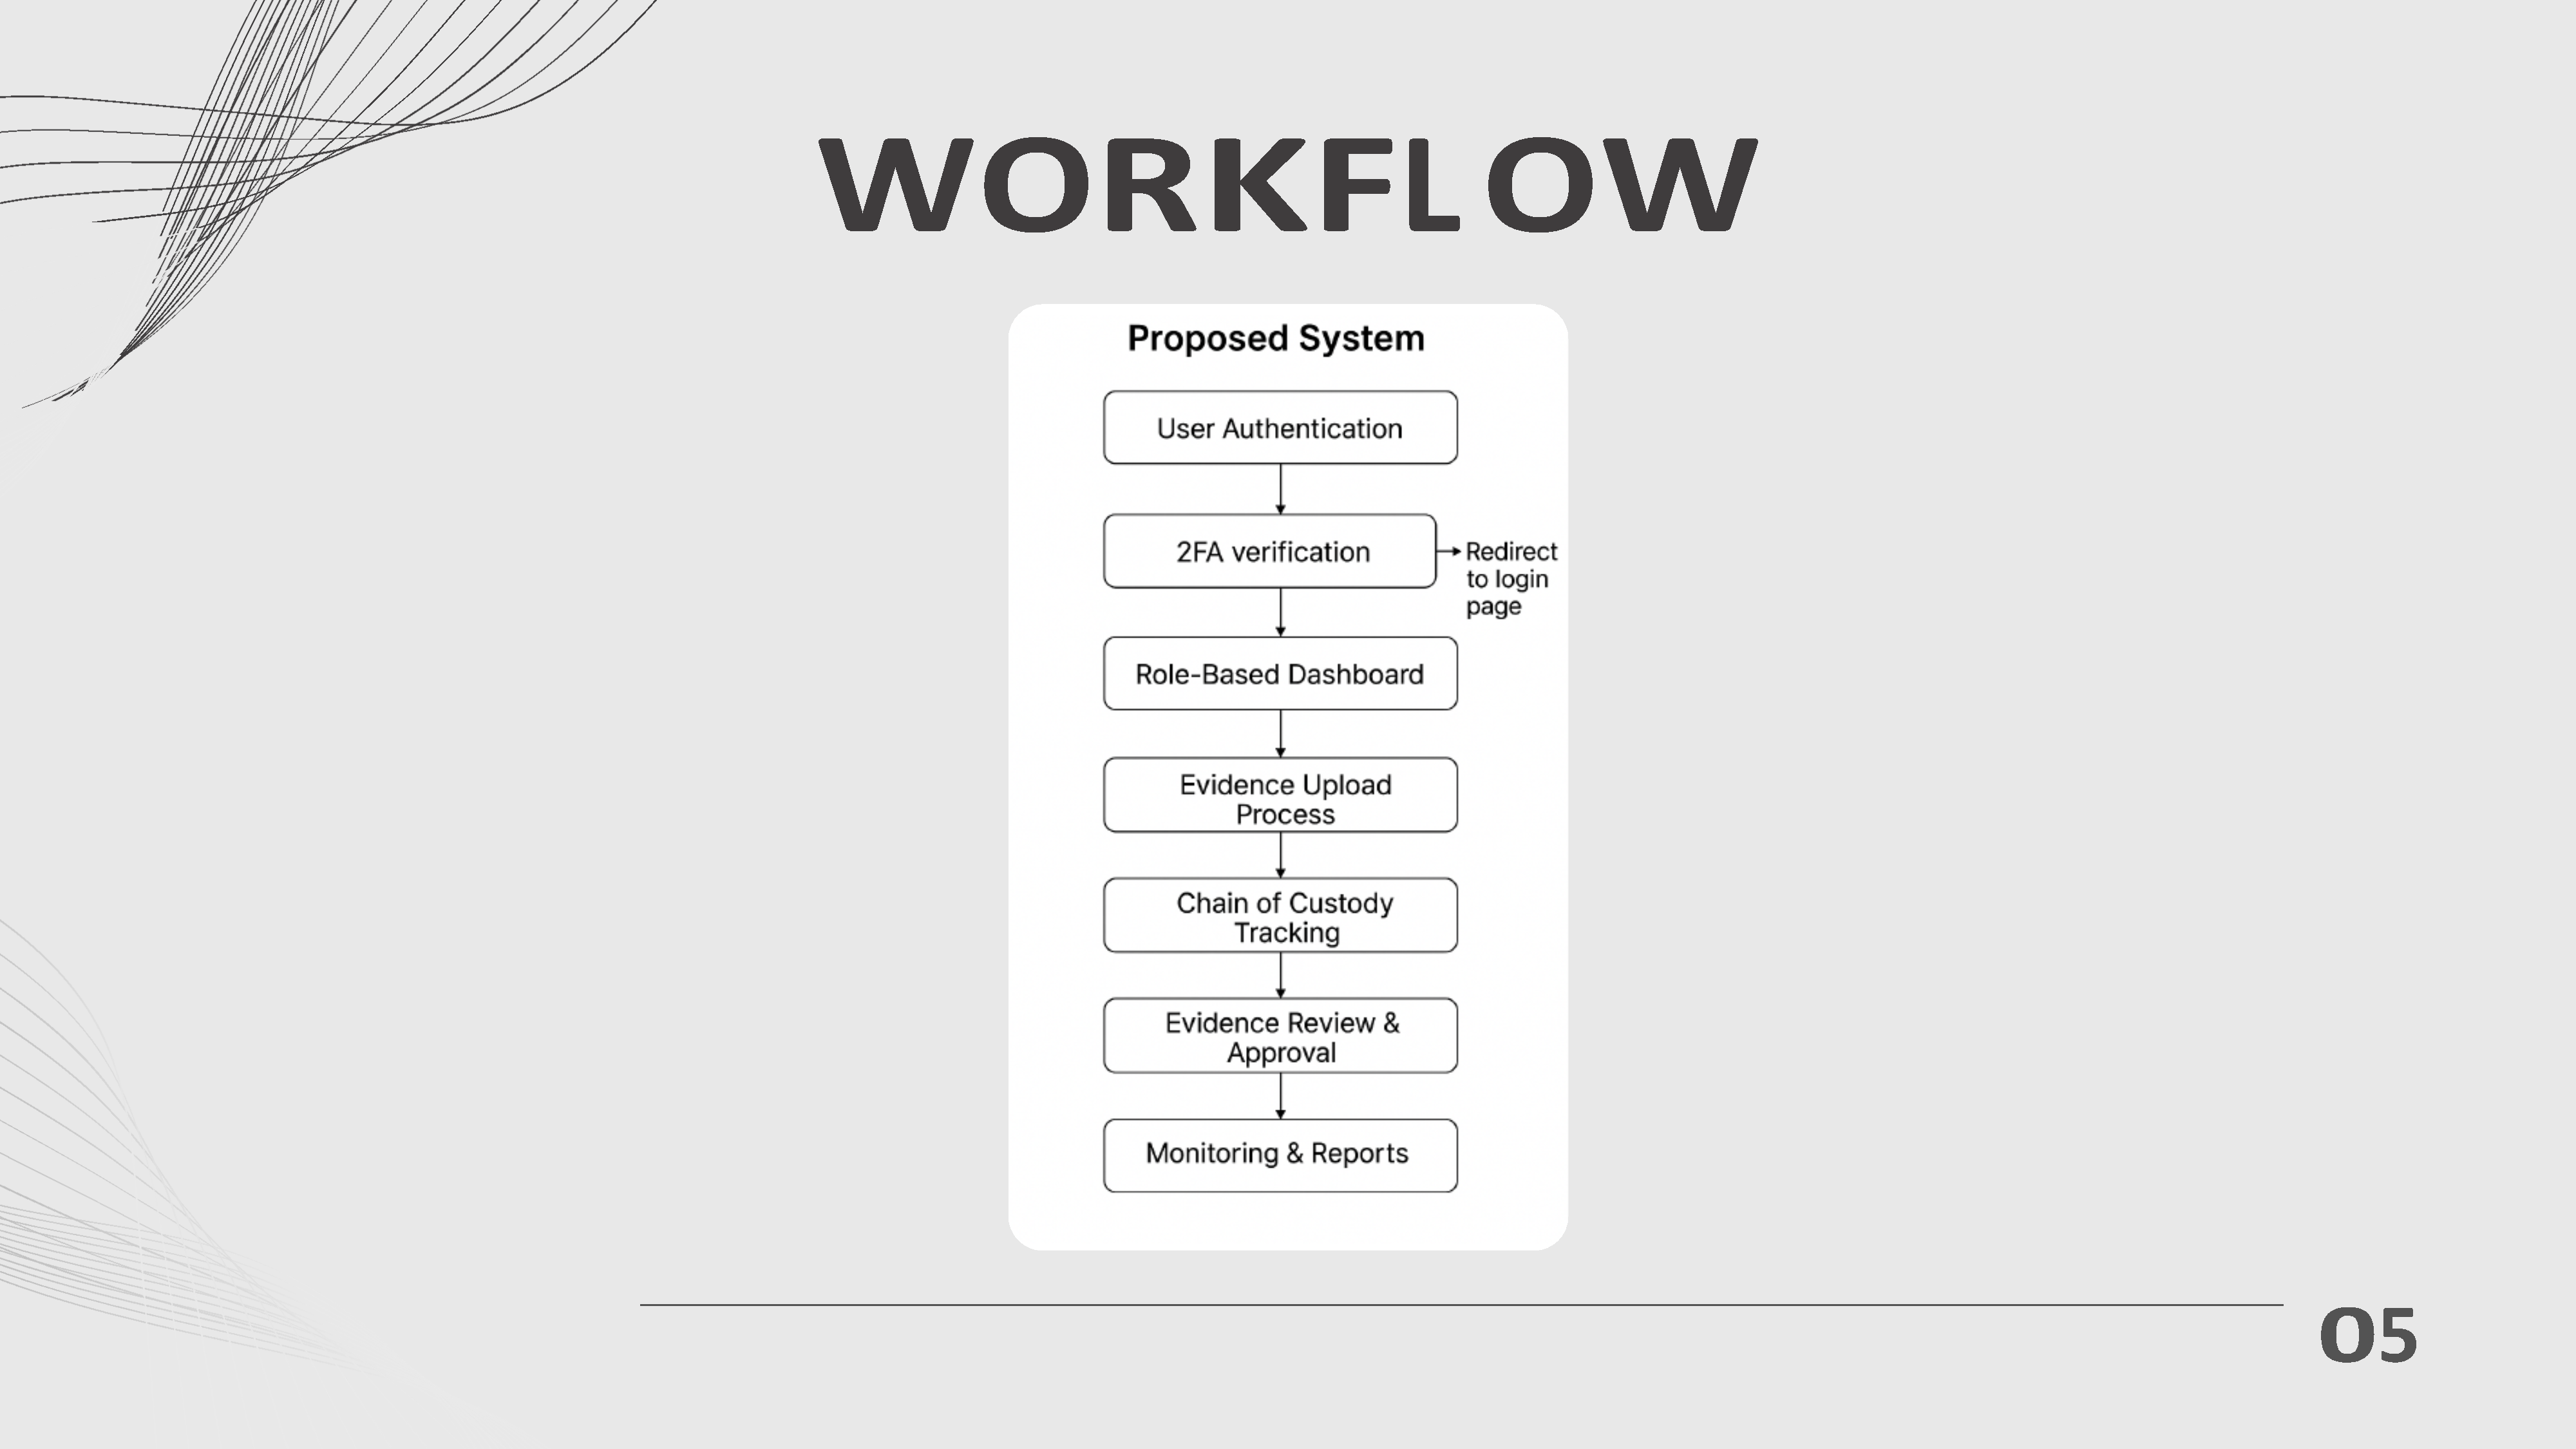 WORKFLOW
Proposed System
User Authentication
2FA verification
Redirect
to login
page
Role-Based Dashboard
Evidence Upload
Process
Chain of Custody
Tracking
Evidence Review &
Approval
Monitoring & Reports
05